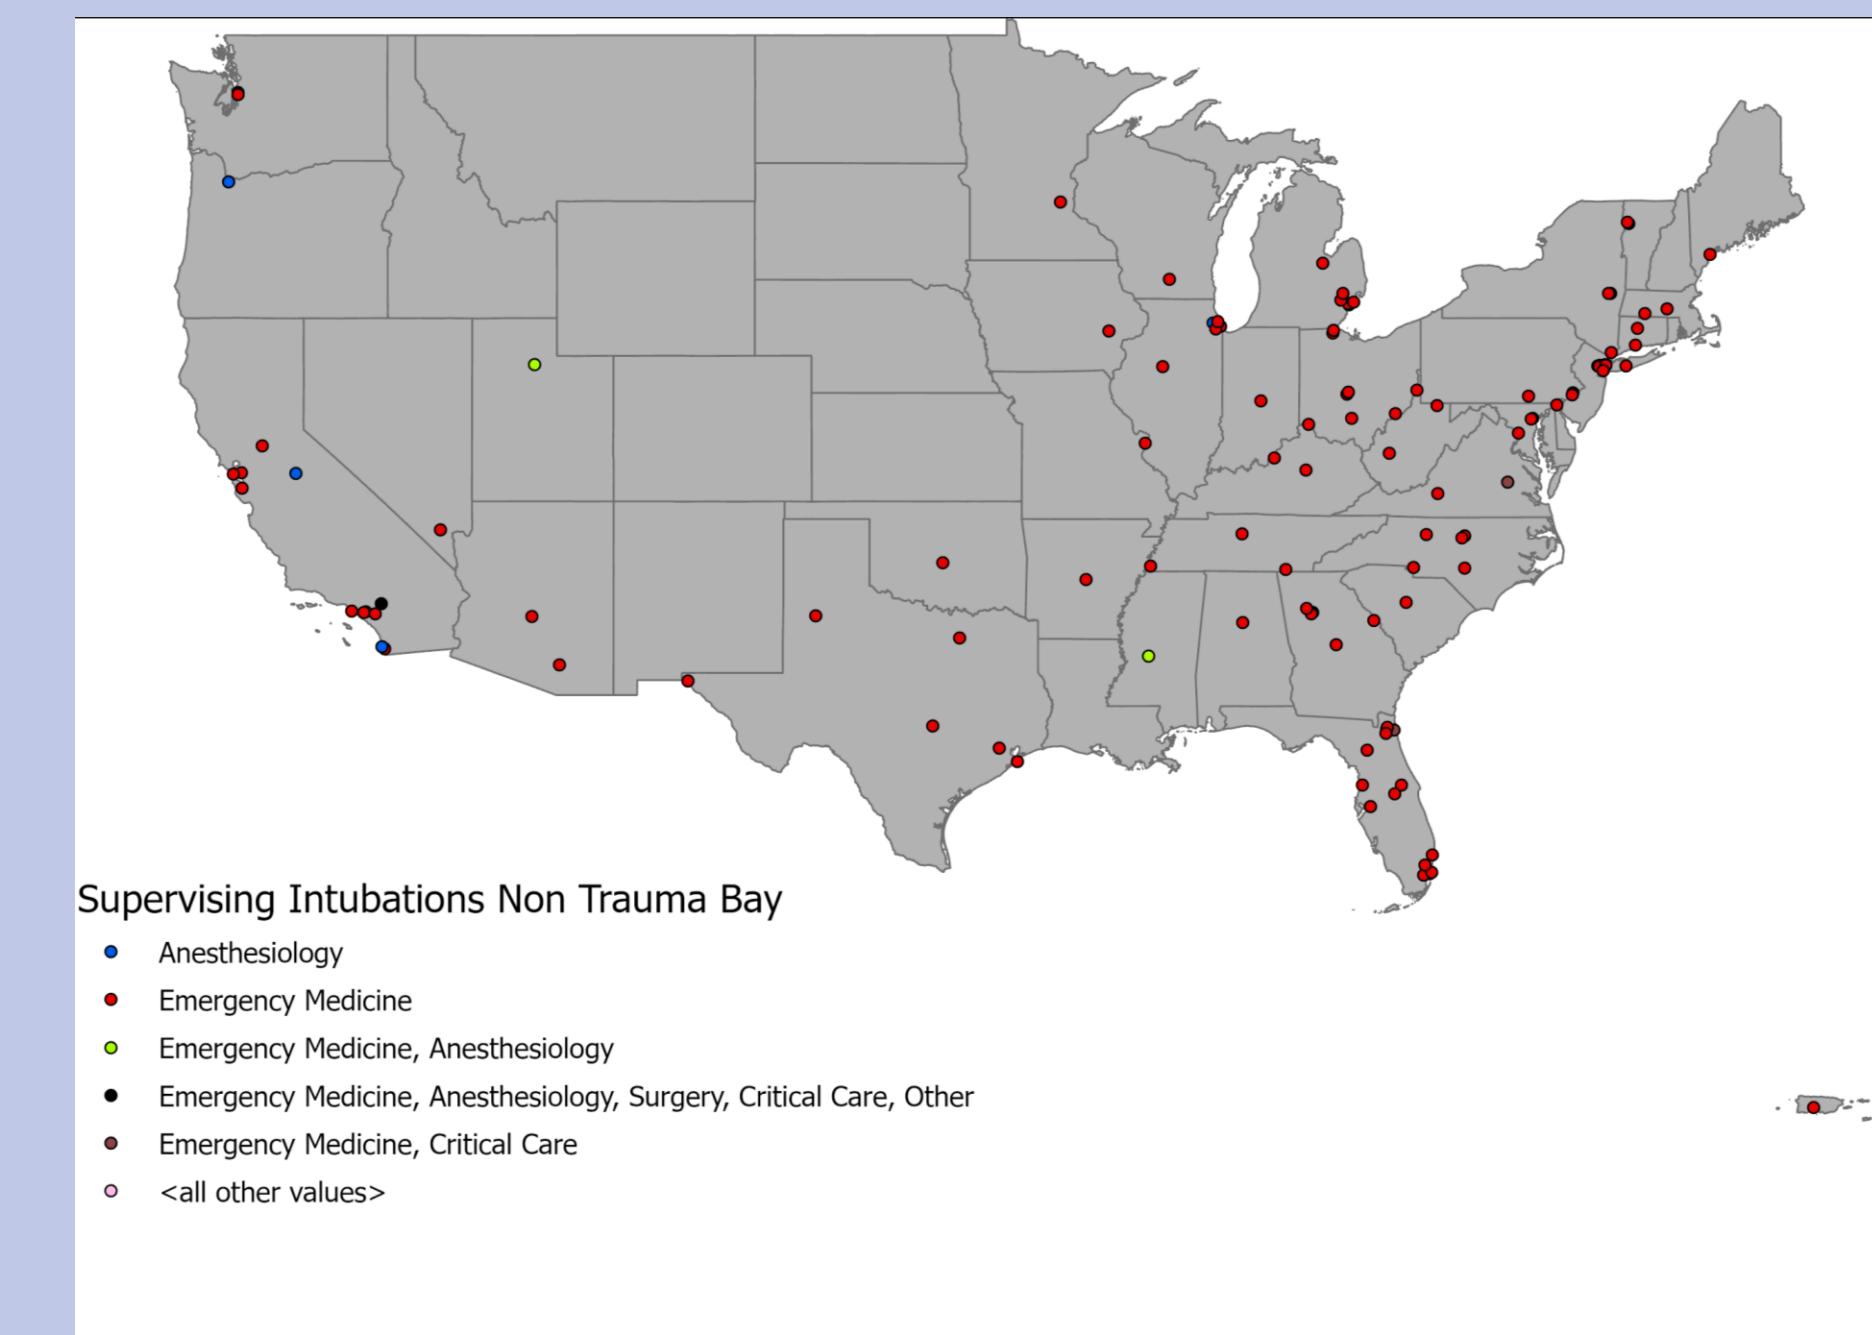 Supervising Intubations Non Trauma Bay
Anesthesiology
Emergency Medicine
Emergency Medicine, Anesthesiology
Emergency Medicine, Anesthesiology, Surgery, Critical Care, Other
Emergency Medicine, Critical Care
<all other values>